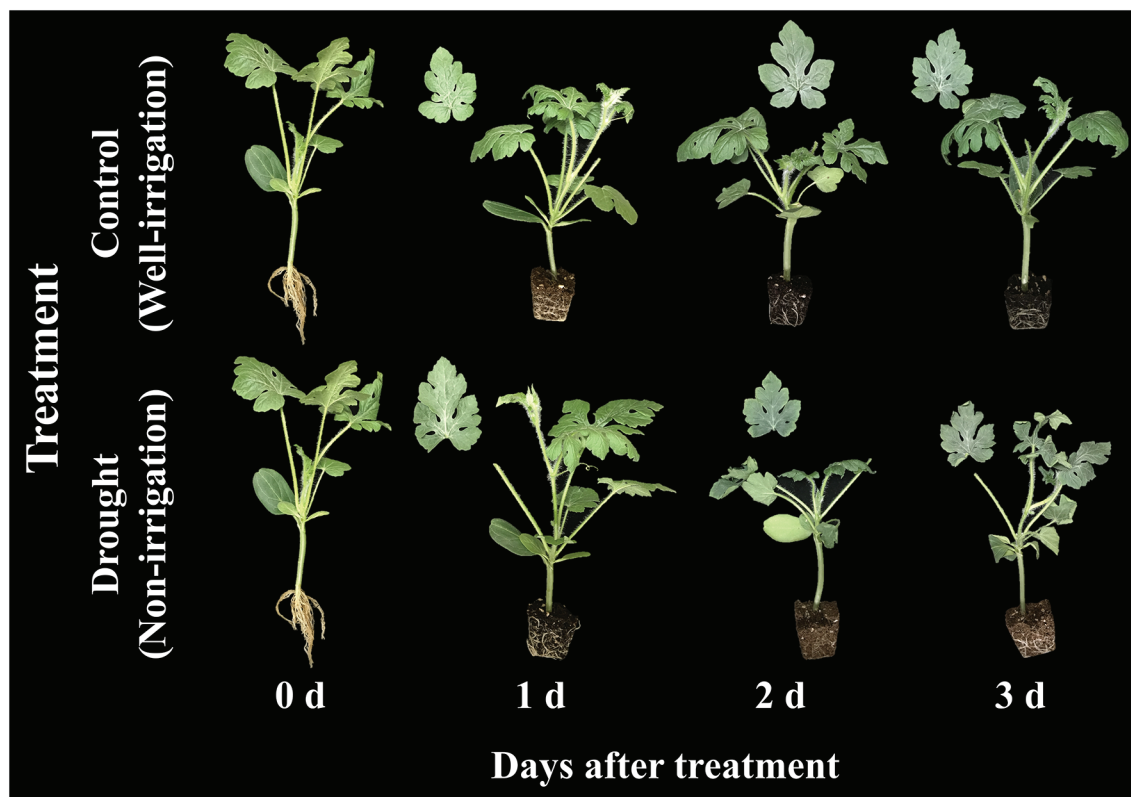 Treatment
Control
(Well-irrigation)
Drought
(Non-irrigation)
0 d
1 d
2 d
3 d
Days after treatment